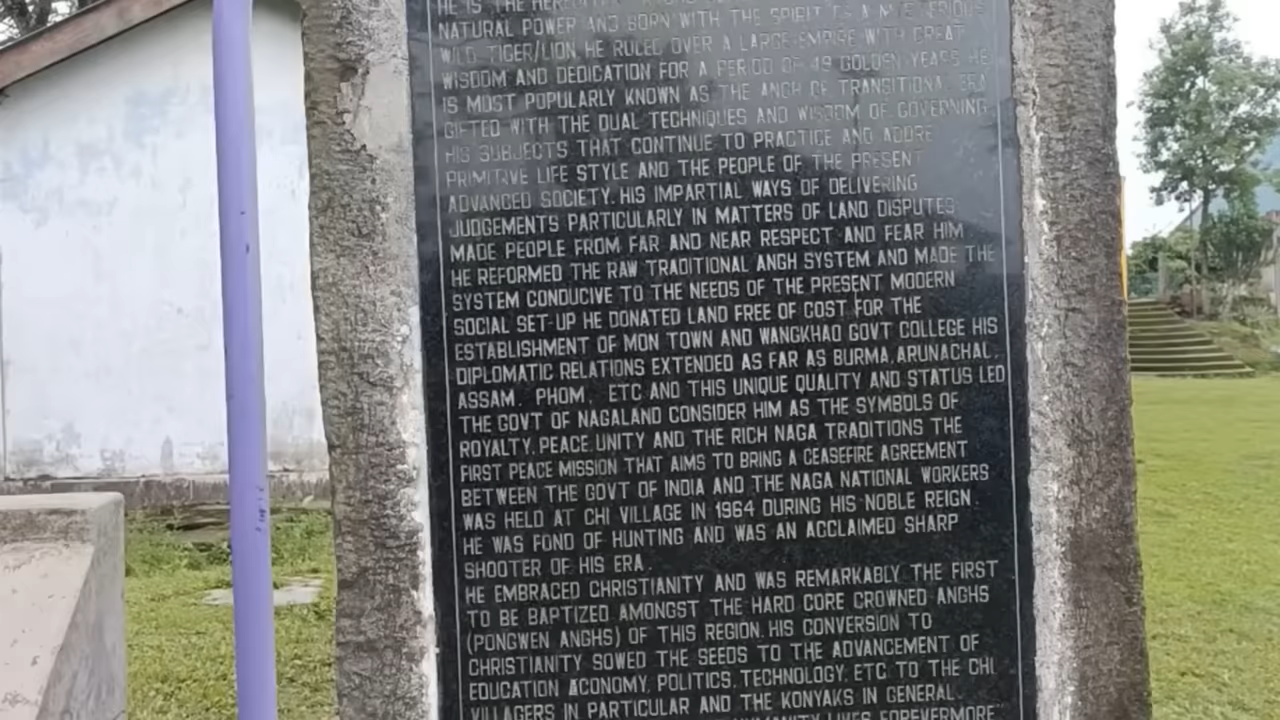 HE IS THE
NATURAL POWER AND BORN WITH THE SPIRIT OF A MYSTERIOUS
WILD TIGER/LION HE RULED OVER A LARGE EMPIRE WITH GREAT
WISDOM AND DEDICATION FOR A PERIOD OF 49 GOLDEN YEARS HE
IS MOST POPULARLY KNOWN AS THE ANGH OF TRANSITIONAL ERA
GIFTED WITH THE DUAL TECHNIQUES AND WISDOM OF GOVERNING
HIS SUBJECTS THAT CONTINUE TO PRACTICE AND ADORE
PRIMITIVE LIFE STYLE AND THE PEOPLE OF THE PRESENT
ADVANCED SOCIETY. HIS IMPARTIAL WAYS OF DELIVERING
JUDGEMENTS PARTICULARLY IN MATTERS OF LAND DISPUTES
MADE PEOPLE FROM FAR AND NEAR RESPECT AND FEAR HIM
HE REFORMED THE RAW TRADITIONAL ANGH SYSTEM AND MADE THE
SYSTEM CONDUCIVE TO THE NEEDS OF THE PRESENT MODERN
SOCIAL SET-UP HE DONATED LAND FREE OF COST FOR THE
ESTABLISHMENT OF MON TOWN AND WANGKHAO GOVT COLLEGE HIS
DIPLOMATIC RELATIONS EXTENDED AS FAR AS BURMA, ARUNACHAL,
ASSAM, PHOM, ETC AND THIS UNIQUE QUALITY AND STATUS LED
THE GOVT OF NAGALAND CONSIDER HIM AS THE SYMBOLS OF
ROYALTY, PEACE, UNITY AND THE RICH NAGA TRADITIONS THE
FIRST PEACE MISSION THAT AIMS TO BRING A CEASEFIRE AGREEMENT
BETWEEN THE GOVT OF INDIA AND THE NAGA NATIONAL WORKERS
WAS HELD AT CHI VILLAGE IN 1964 DURING HIS NOBLE REIGN.
HE WAS FOND OF HUNTING AND WAS AN ACCLAIMED SHARP
SHOOTER OF HIS ERA.
HE EMBRACED CHRISTIANITY AND WAS REMARKABLY THE FIRST
TO BE BAPTIZED AMONGST THE HARD CORE CROWNED ANGHS
(PONGWEN ANGHS) OF THIS REGION. HIS CONVERSION TO
CHRISTIANITY SOWED THE SEEDS TO THE ADVANCEMENT OF
EDUCATION ACONOMY, POLITICS, TECHNOLOGY, ETC TO THE CHI
VILLAGERS IN PARTICULAR AND THE KONYAKS IN GENERAL.
HUMANITY LIVES FOREVERMORE"